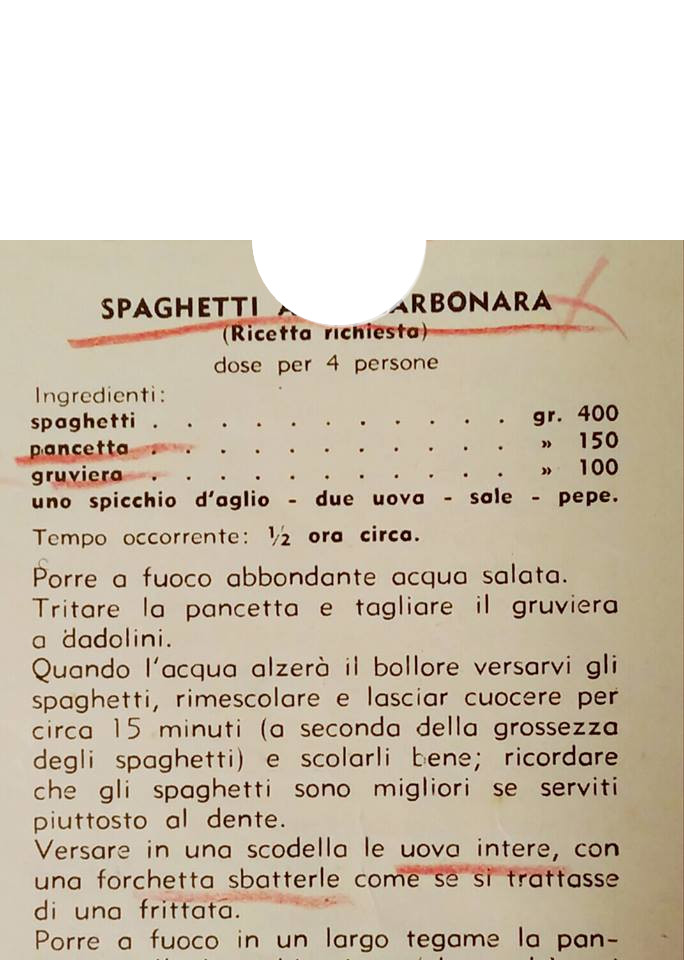 SPAGHETTI A ARBONARA
(Ricetta richiesta)
dose per 4 persone
Ingredienti:
spaghetti . . . . . . . . . . . gr. 400
pancetta . . . . . . . . . . . » 150
gruviera . . . . . . . . . . . » 100
uno spicchio d'aglio - due uova - sale - pepe.
Tempo occorrente: ½ ora circa.
Porre a fuoco abbondante acqua salata.
Tritare la pancetta e tagliare il gruviera
a dadolini.
Quando l'acqua alzerà il bollore versarvi gli
spaghetti, rimescolare e lasciar cuocere per
circa 15 minuti (a seconda della grossezza
degli spaghetti) e scolarli bene; ricordare
che gli spaghetti sono migliori se serviti
piuttosto al dente.
Versare in una scodella le uova intere, con
una forchetta sbatterle come se si trattasse
di una frittata.
Porre a fuoco in un largo tegame la pan-